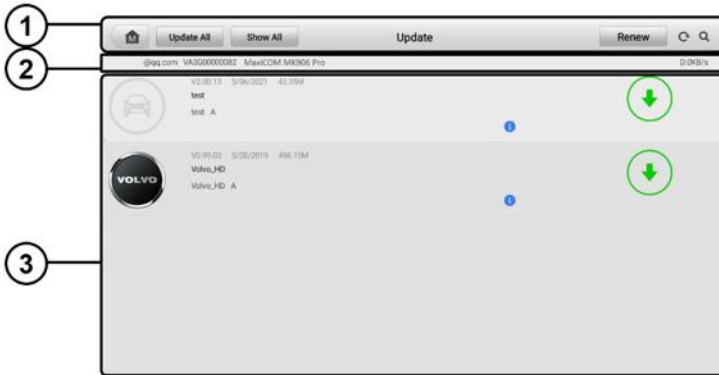 1
M Update All Show All Update Renew
2
@qq.com VA3G00000082 MaxiCOM MK906 Pro 0.0KB/s
V2.00.13 5/06/2021 43.35M
test
test A
i
VOLVO
V0.99.02 5/28/2019 498.15M
Volvo_HD
Volvo_HD A
i
3